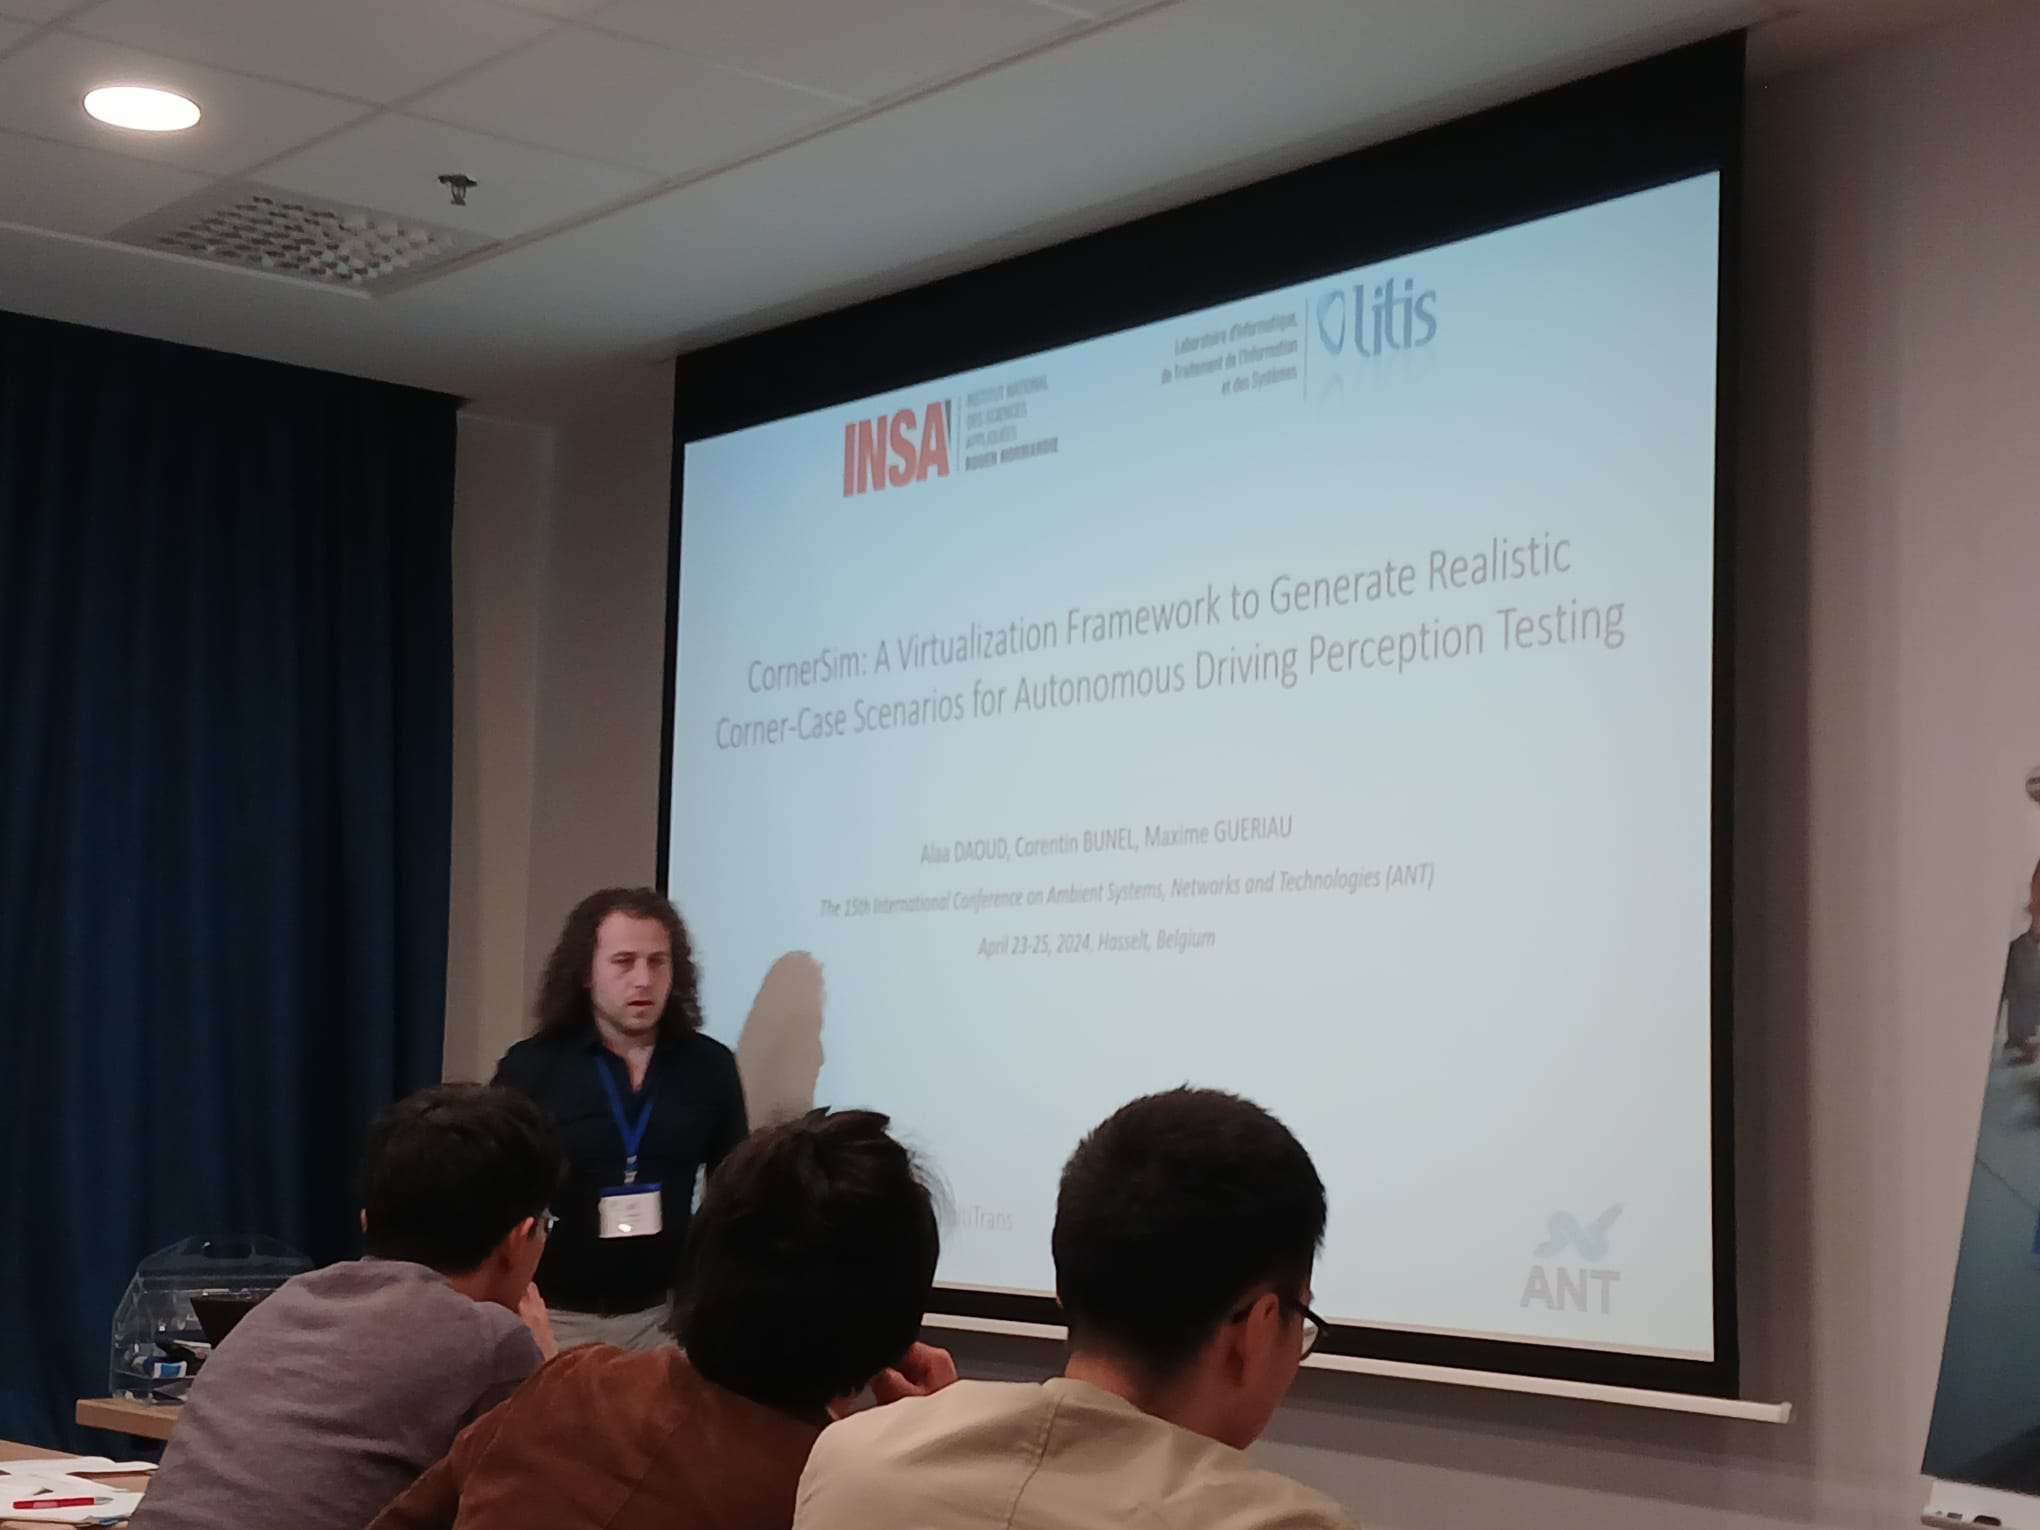 INSA
INSTITUT NATIONAL
DES SCIENCES
APPLIQUÉES
ROUEN NORMANDIE
Laboratoire d'Informatique,
de Traitement de l'Information
et des Systèmes
litis
CornerSim: A Virtualization Framework to Generate Realistic
Corner-Case Scenarios for Autonomous Driving Perception Testing
Alaa DAOUD, Corentin BUNEL, Maxime GUERIAU
The 15th International Conference on Ambient Systems, Networks and Technologies (ANT)
April 23-25, 2024, Hasselt, Belgium
uTrans
ANT